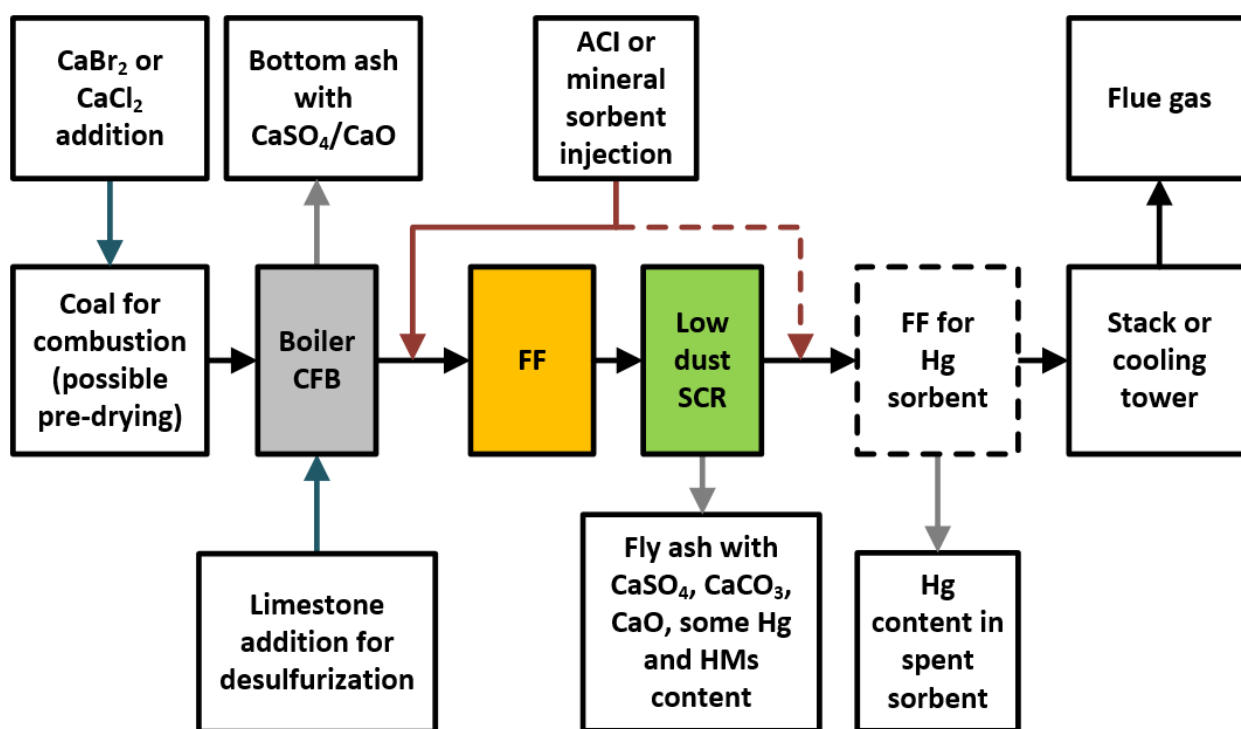 CaBr₂ or
CaCl₂
addition
Bottom ash
with
CaSO₄/CaO
ACI or
mineral
sorbent
injection
Flue gas
Coal for
combustion
(possible
pre-drying)
Boiler
CFB
FF
Low
dust
SCR
FF for
Hg
sorbent
Stack or
cooling
tower
Limestone
addition for
desulfurization
Fly ash with
CaSO₄, CaCO₃,
CaO, some Hg
and HMs
content
Hg
content in
spent
sorbent